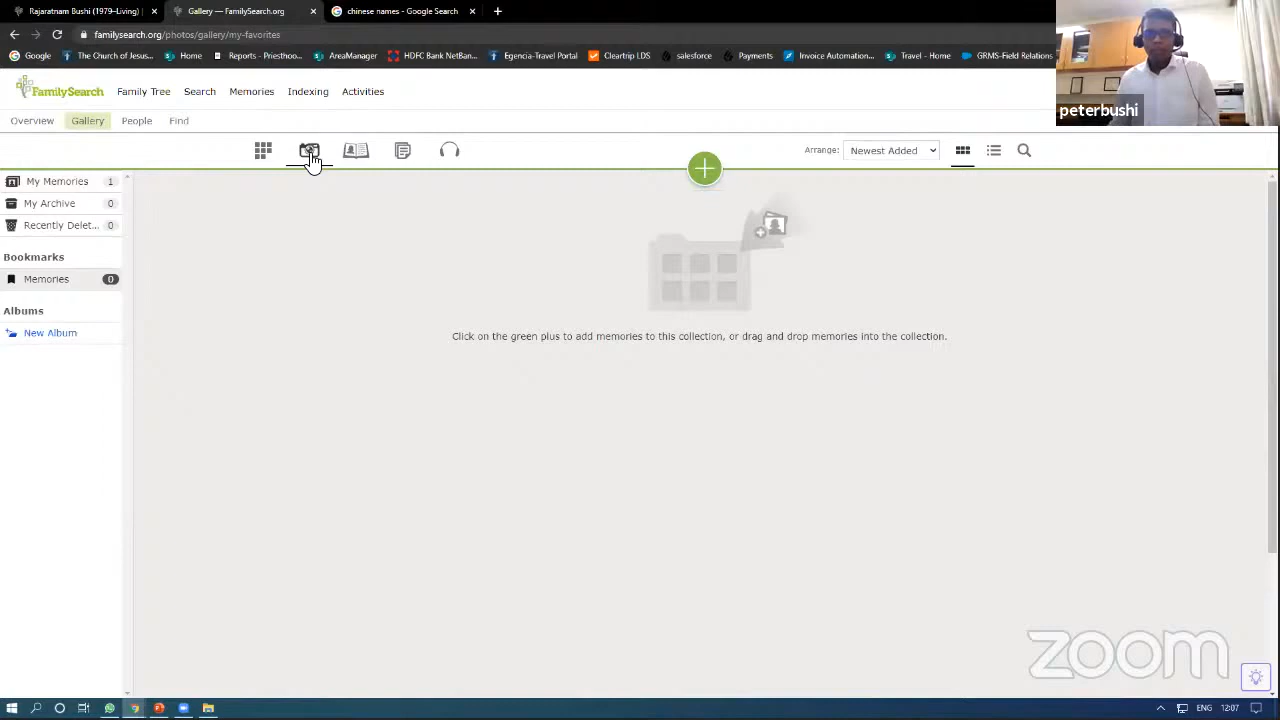 Rajaratnam Bushi (1979–Living) |
Gallery — FamilySearch.org
chinese names - Google Search
familysearch.org/photos/gallery/my-favorites
Google
The Church of Jesus...
Home
Reports - Priesthoo...
AreaManager
HDFC Bank NetBan...
Egencia-Travel Portal
Cleartrip LDS
salesforce
Payments
Invoice Automation...
Travel - Home
GRMS-Field Relations
peterbushi
FamilySearch
Family Tree
Search
Memories
Indexing
Activities
Overview
Gallery
People
Find
Arrange:
Newest Added
My Memories 1
My Archive 0
Recently Delet... 0
Bookmarks
Memories 0
Albums
New Album
Click on the green plus to add memories to this collection, or drag and drop memories into the collection.
zoom
ENG
12:07